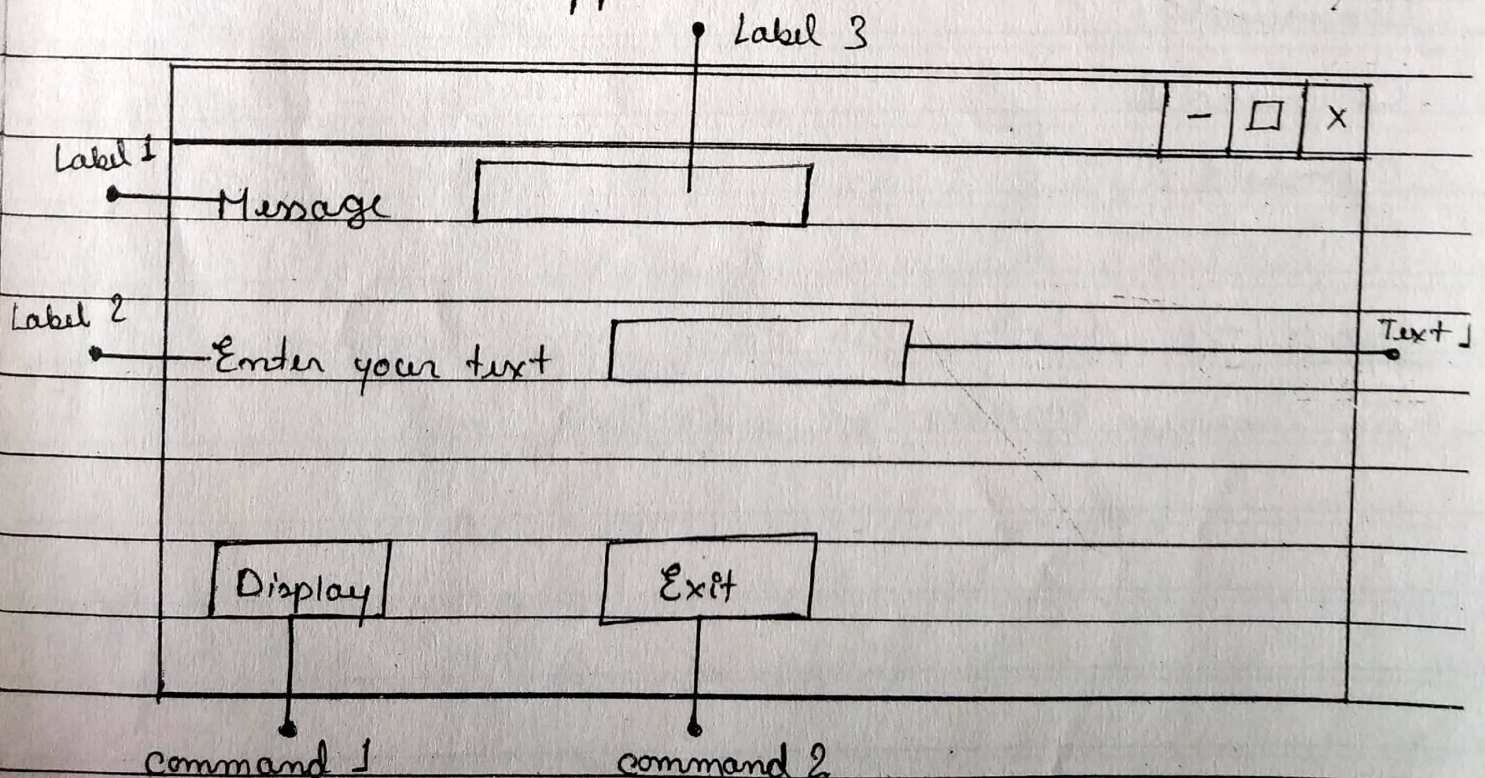 Label 3
- □ X
Label 1
Message
Label 2
Enter your text
Text 1
Display
Exit
command 1
command 2